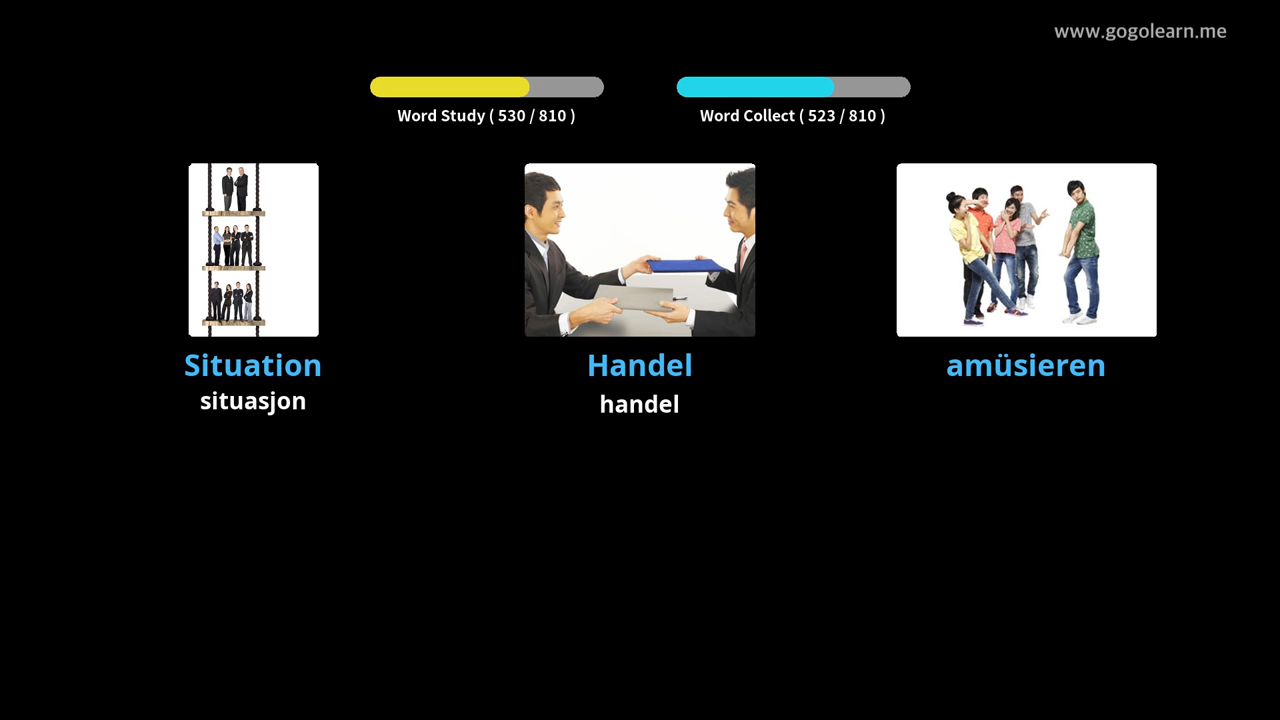 www.gogolearn.me
Word Study ( 530 / 810 )
Word Collect ( 523 / 810 )
Situation
Handel
amüsieren
situasjon
handel